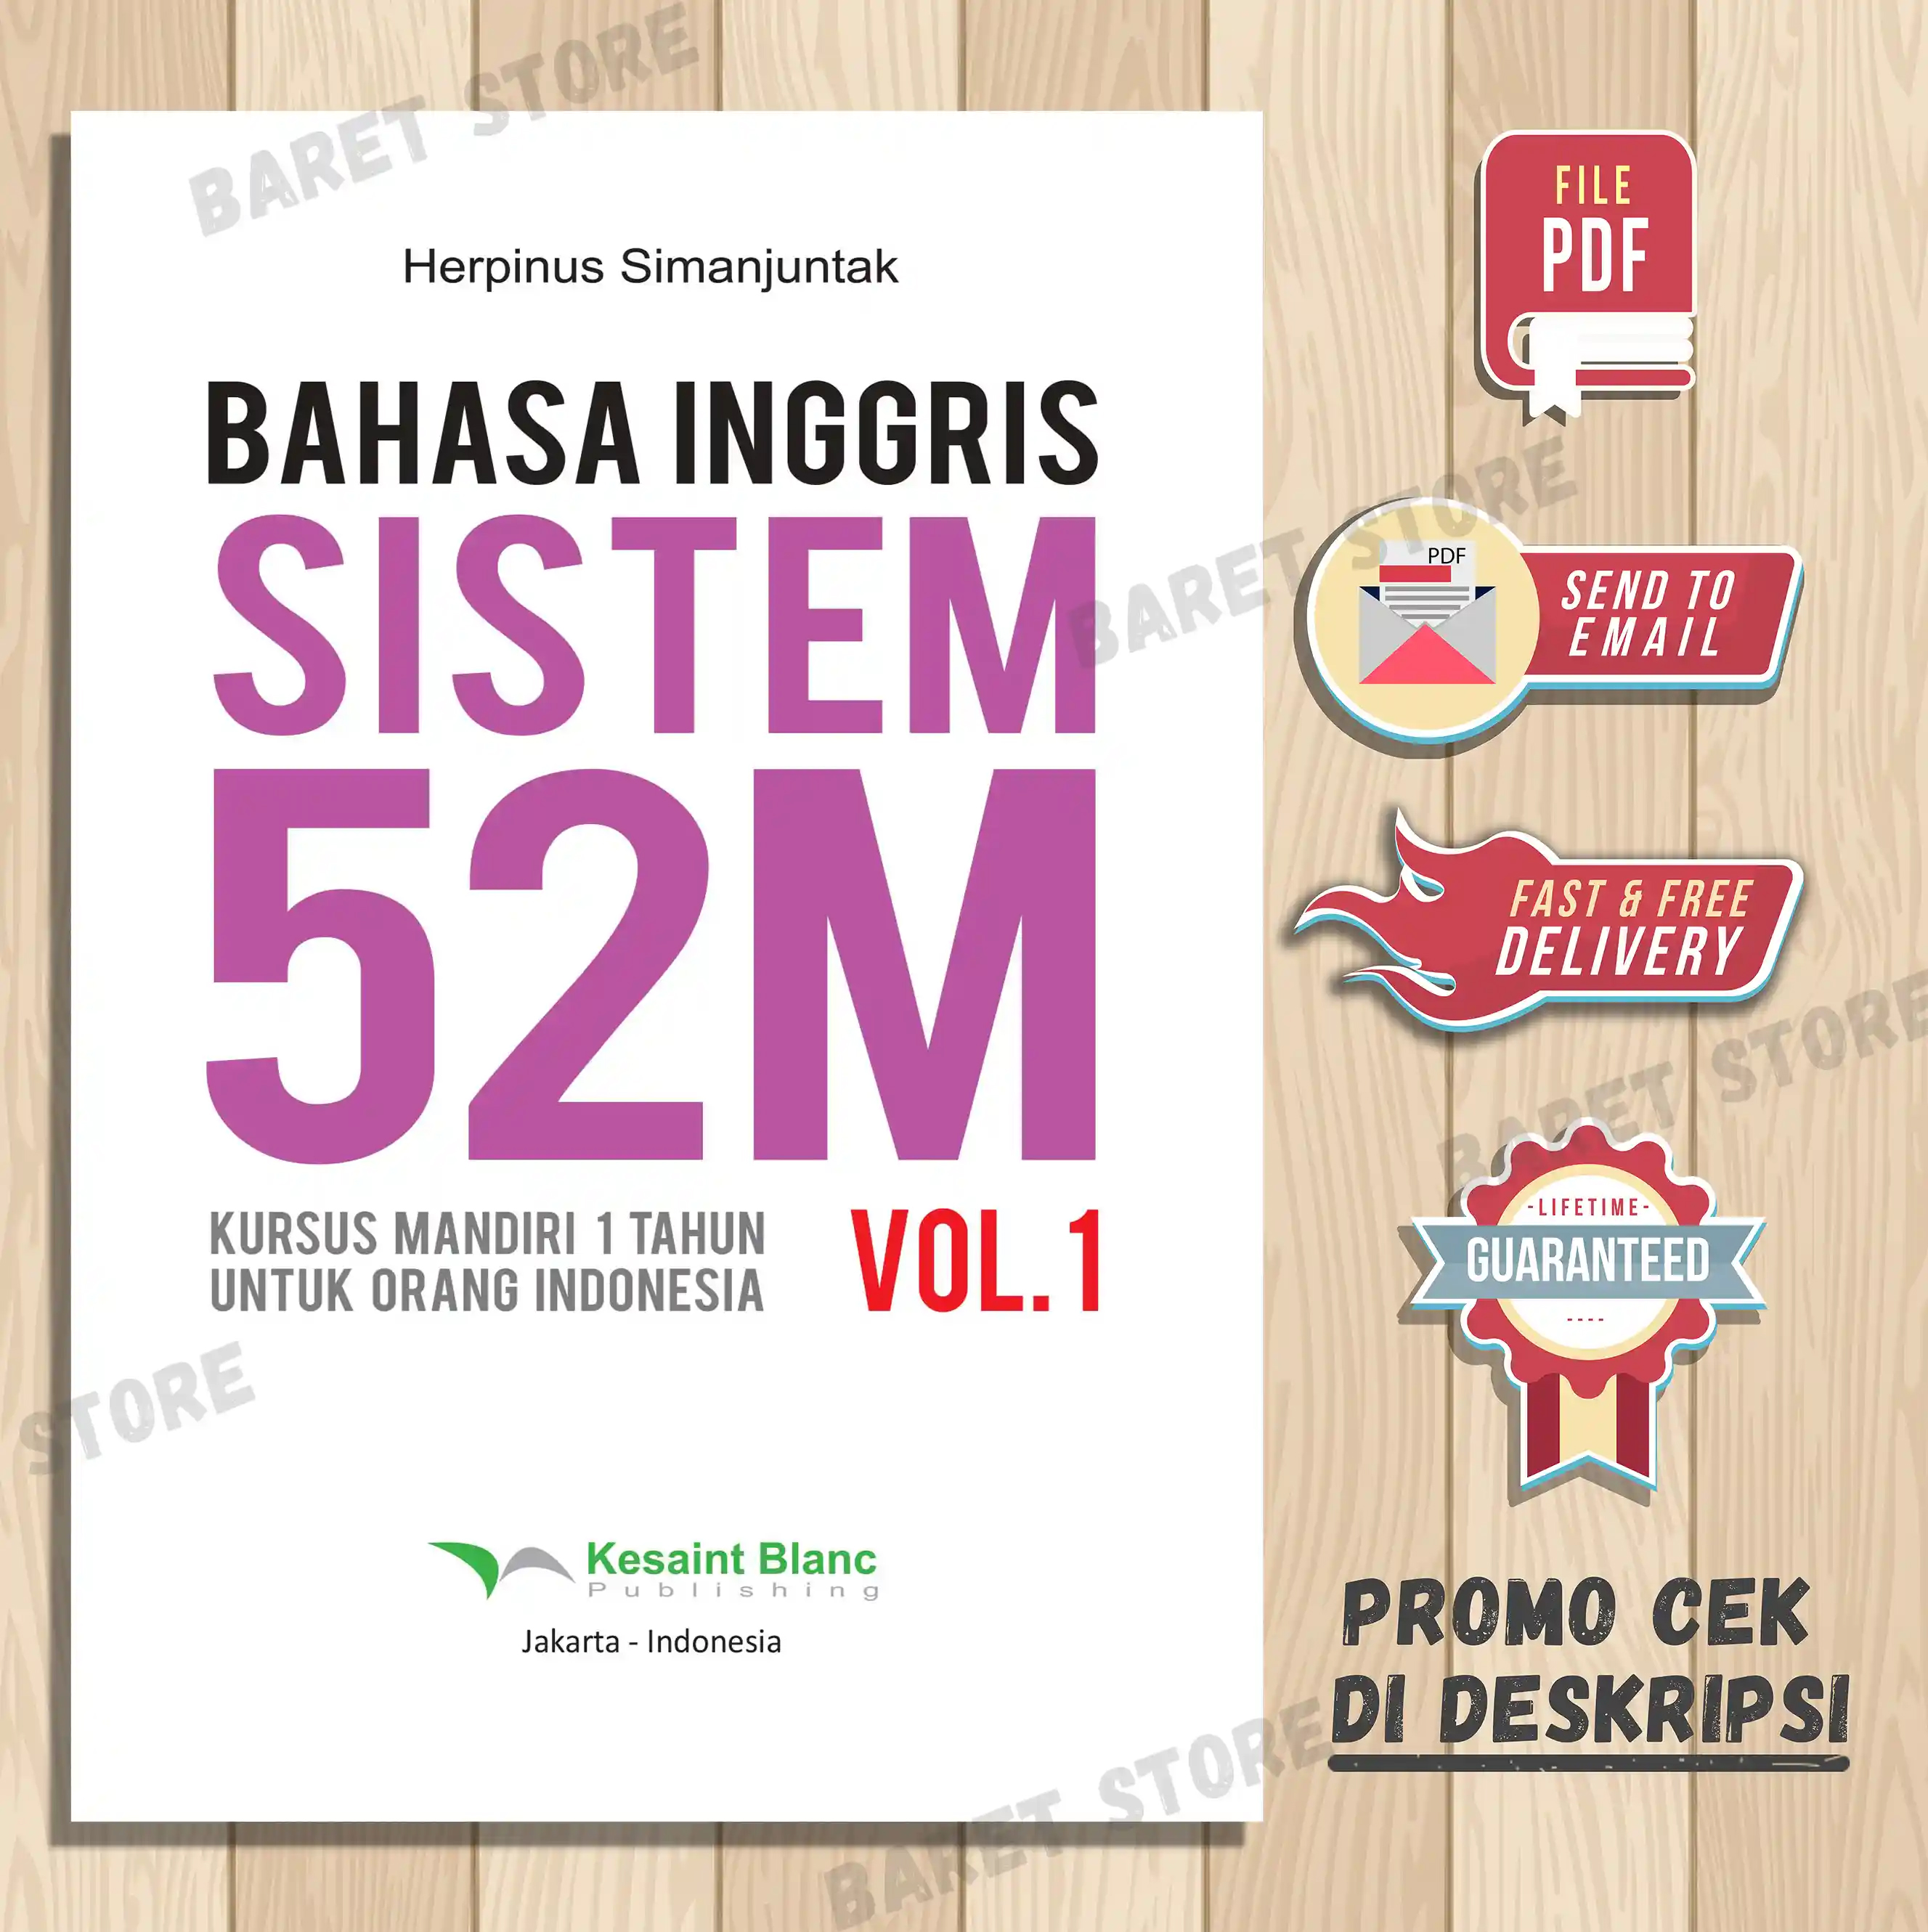 BARET STORE
Herpinus Simanjuntak
BAHASA INGGRIS
SISTEM
52M
KURSUS MANDIRI 1 TAHUN
UNTUK ORANG INDONESIA
VOL.1
Kesaint Blanc
Publishing
Jakarta - Indonesia
STORE
BARET STORE
FILE
PDF
BARET STORE
PDF
SEND TO
EMAIL
FAST & FREE
DELIVERY
BARET STORE
-LIFETIME-
GUARANTEED
PROMO CEK
DI DESKRIPSI